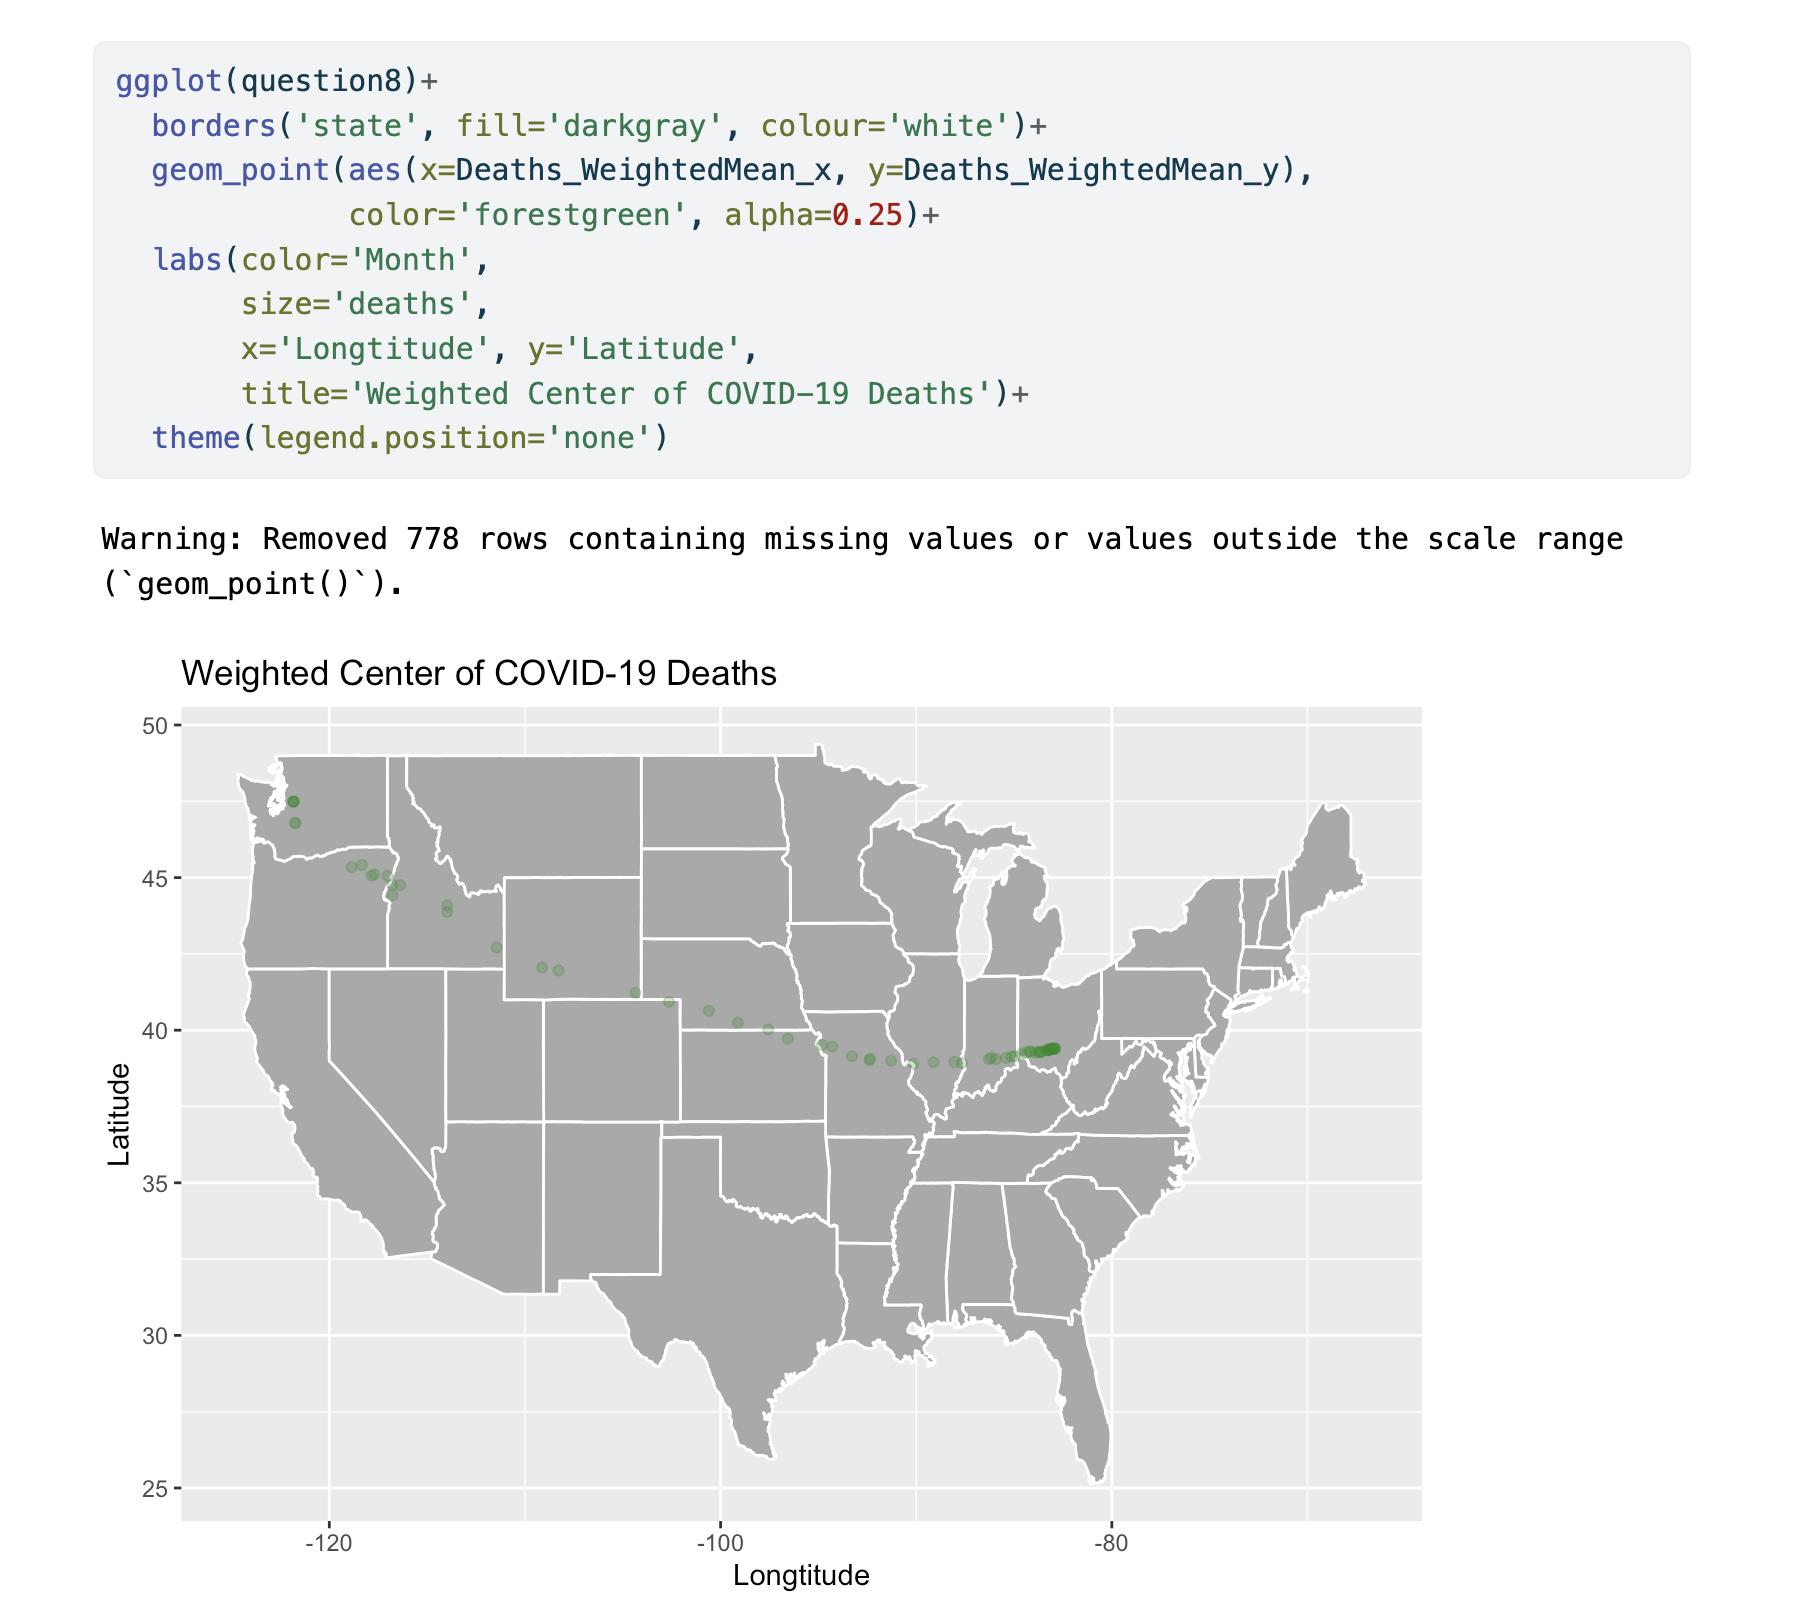 ggplot(question8)+
  borders('state', fill='darkgray', colour='white')+
  geom_point(aes(x=Deaths_WeightedMean_x, y=Deaths_WeightedMean_y),
             color='forestgreen', alpha=0.25)+
  labs(color='Month',
       size='deaths',
       x='Longtitude', y='Latitude',
       title='Weighted Center of COVID-19 Deaths')+
  theme(legend.position='none')
Warning: Removed 778 rows containing missing values or values outside the scale range
(`geom_point()`).
Weighted Center of COVID-19 Deaths
50
45
40
35
30
25
Latitude
-120
-100
-80
Longtitude